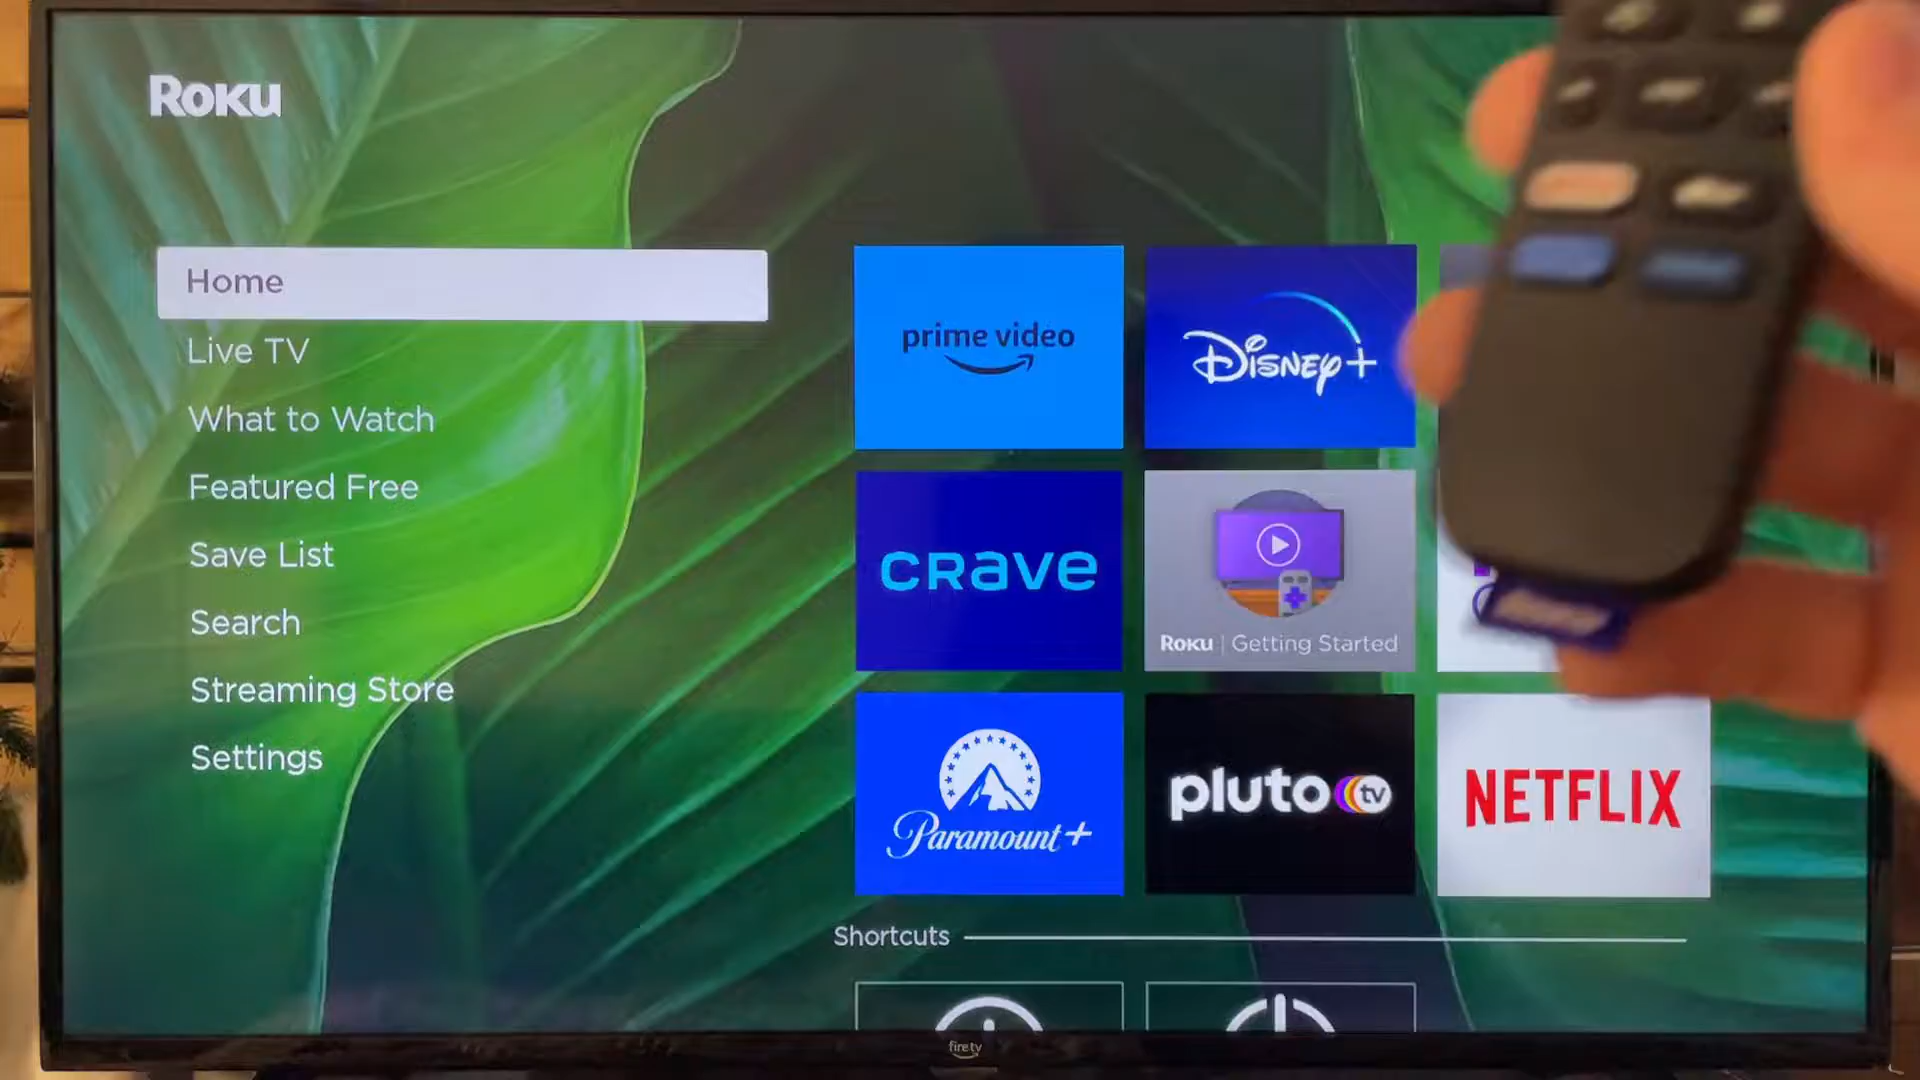 Roku
Home
Live TV
What to Watch
Featured Free
Save List
Search
Streaming Store
Settings
prime video
Disney+
crave
Roku | Getting Started
Paramount+
pluto tv
NETFLIX
Shortcuts
fire tv